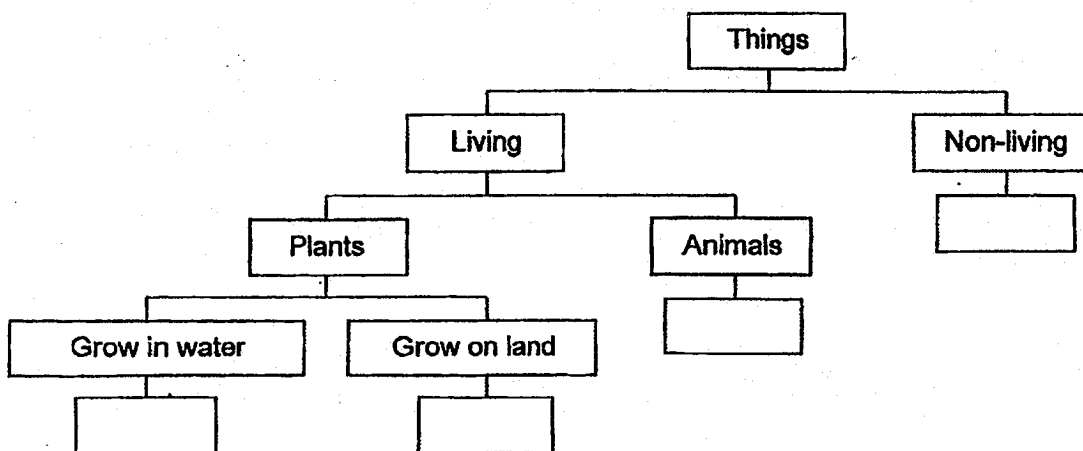 Things
Living
Non-living
Plants
Animals
Grow in water
Grow on land